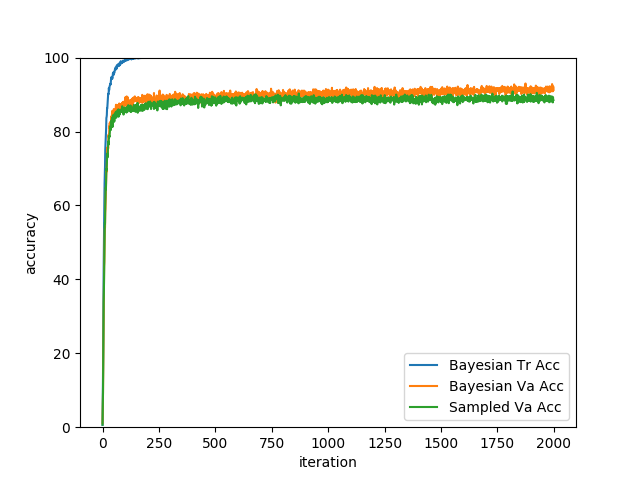 100
80
60
40
20
0
accuracy
0 250 500 750 1000 1250 1500 1750 2000
iteration
Bayesian Tr Acc
Bayesian Va Acc
Sampled Va Acc